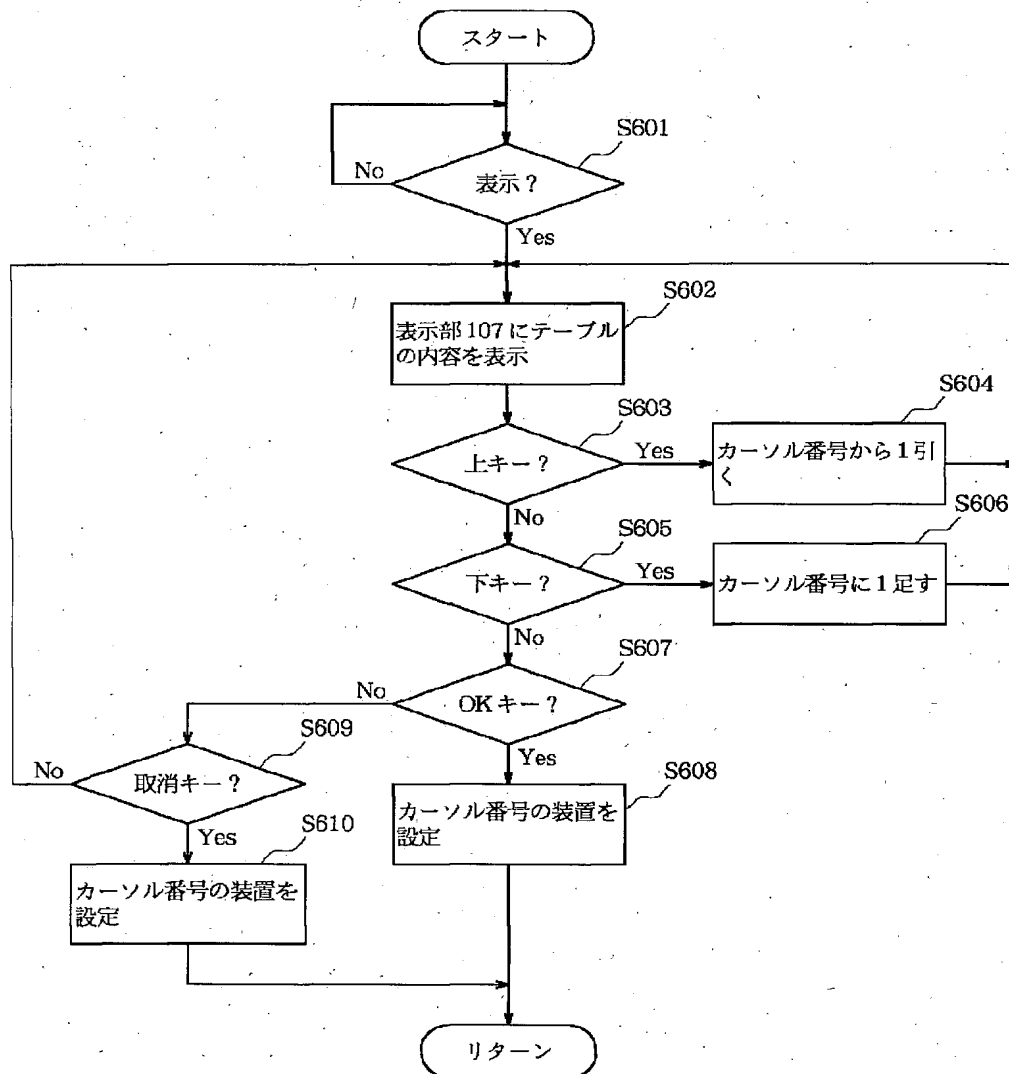 スタート
S601
表示？
No
Yes
S602
表示部107にテーブル
の内容を表示
S603
上キー？
Yes
S604
カーソル番号から1引
く
No
S605
下キー？
Yes
S606
カーソル番号に1足す
No
S607
OKキー？
No
Yes
S609
取消キー？
No
Yes
S608
カーソル番号の装置を
設定
S610
カーソル番号の装置を
設定
リターン